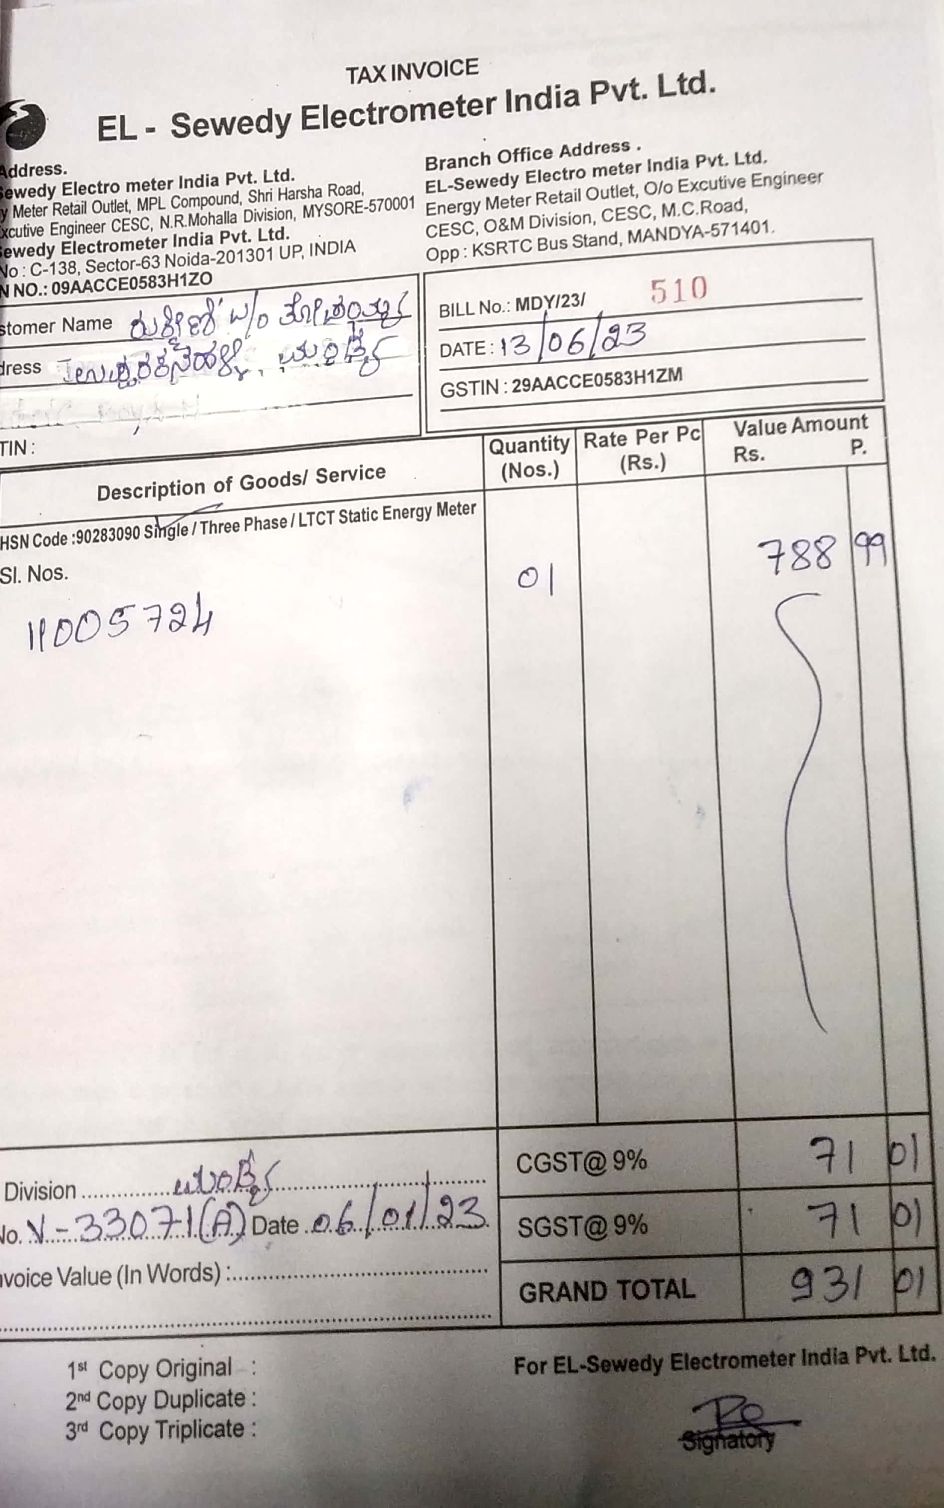 TAX INVOICE
EL - Sewedy Electrometer India Pvt. Ltd.
Address.
ewedy Electro meter India Pvt. Ltd.
y Meter Retail Outlet, MPL Compound, Shri Harsha Road,
xcutive Engineer CESC, N.R.Mohalla Division, MYSORE-570001
ewedy Electrometer India Pvt. Ltd.
No : C-138, Sector-63 Noida-201301 UP, INDIA
N NO.: 09AACCE0583H1ZO
Branch Office Address .
EL-Sewedy Electro meter India Pvt. Ltd.
Energy Meter Retail Outlet, O/o Excutive Engineer
CESC, O&M Division, CESC, M.C.Road,
Opp : KSRTC Bus Stand, MANDYA-571401.
stomer Name
dress ಮಂಡ್ಯ
TIN :
BILL No.: MDY/23/ 510
DATE : 13/06/23
GSTIN : 29AACCE0583H1ZM
Description of Goods/ Service
Quantity (Nos.)
Rate Per Pc (Rs.)
Value Amount
Rs. P.
HSN Code :90283090 Single / Three Phase / LTCT Static Energy Meter
Sl. Nos.
01
788 99
11005724
Division ಮಂಡ್ಯ
No. V-33071(A) Date 06/01/23
nvoice Value (In Words) :
CGST@ 9% 71 01
SGST@ 9% 71 01
GRAND TOTAL 931 01
1st Copy Original :
2nd Copy Duplicate :
3rd Copy Triplicate :
For EL-Sewedy Electrometer India Pvt. Ltd.
Signatory